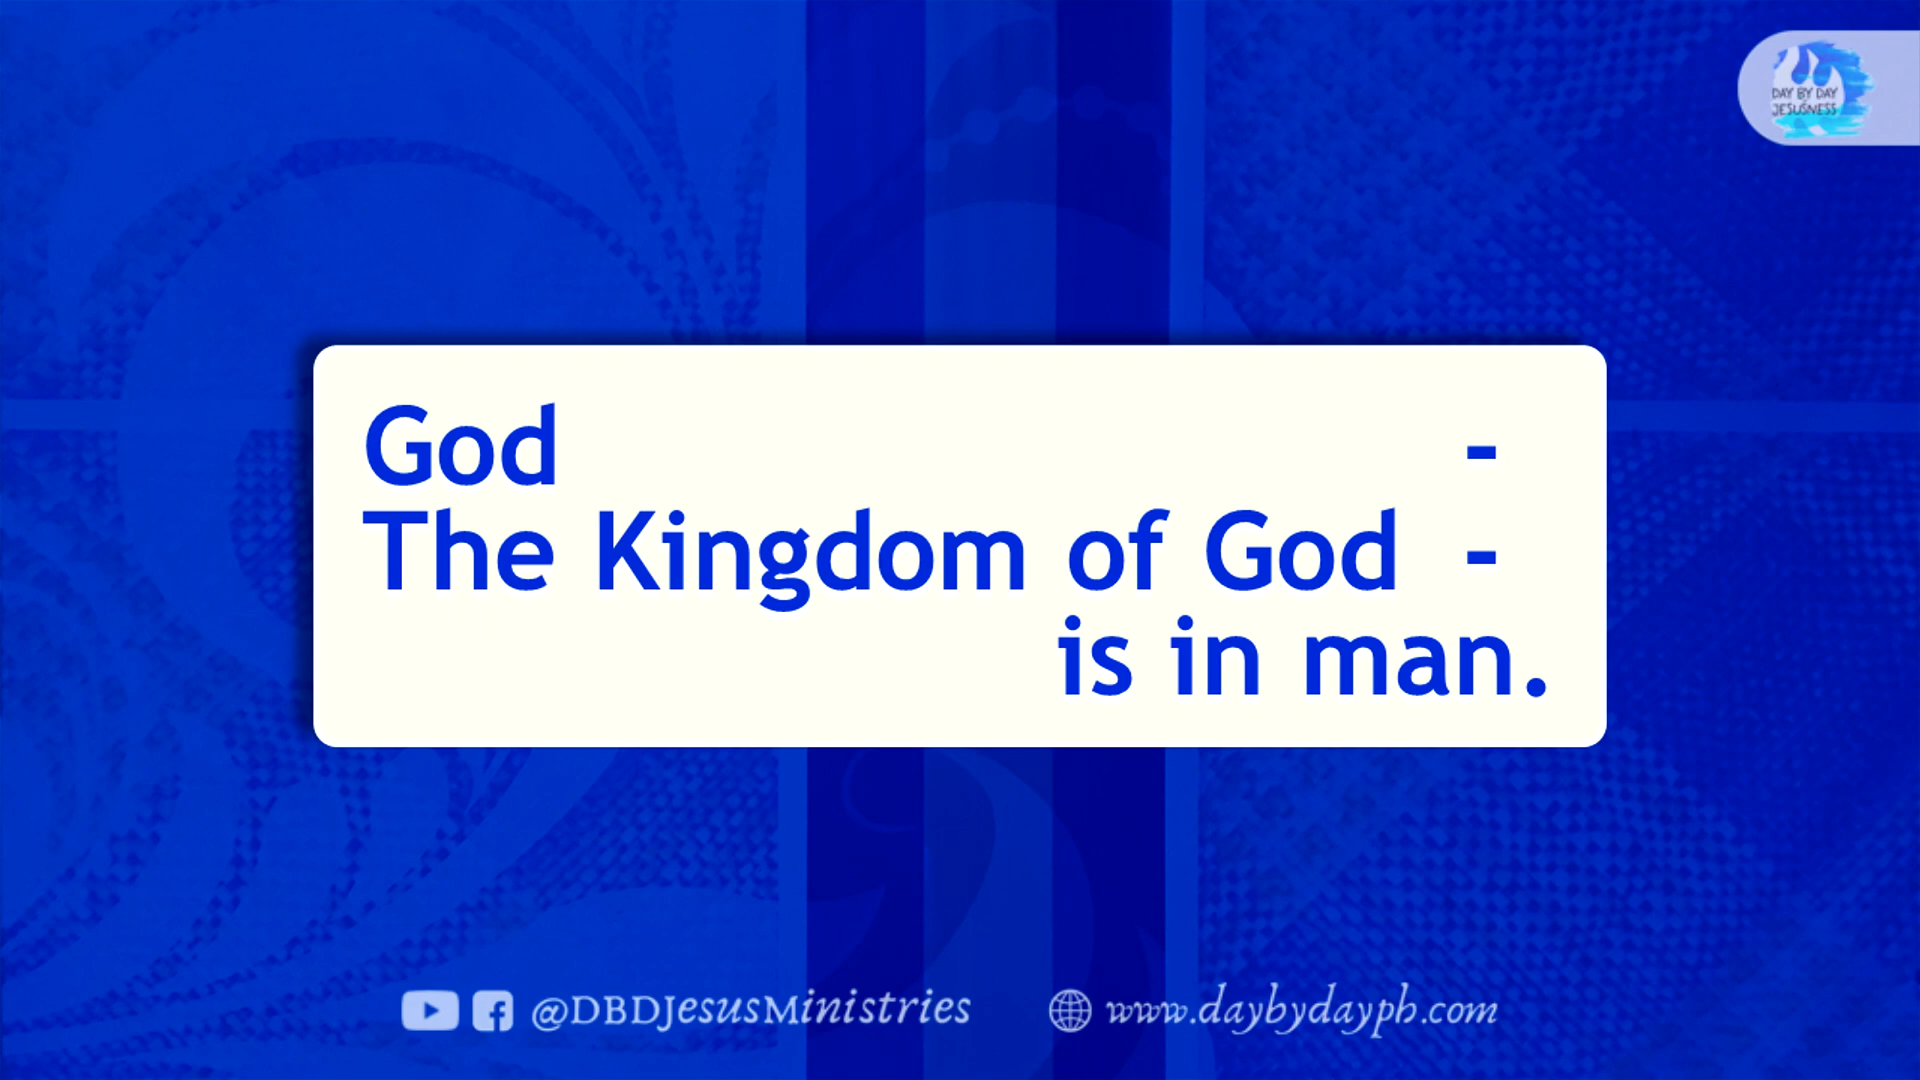 DAY BY DAY
JESUSNESS
God -
The Kingdom of God -
is in man.
@DBDJesusMinistries
www.daybydayph.com